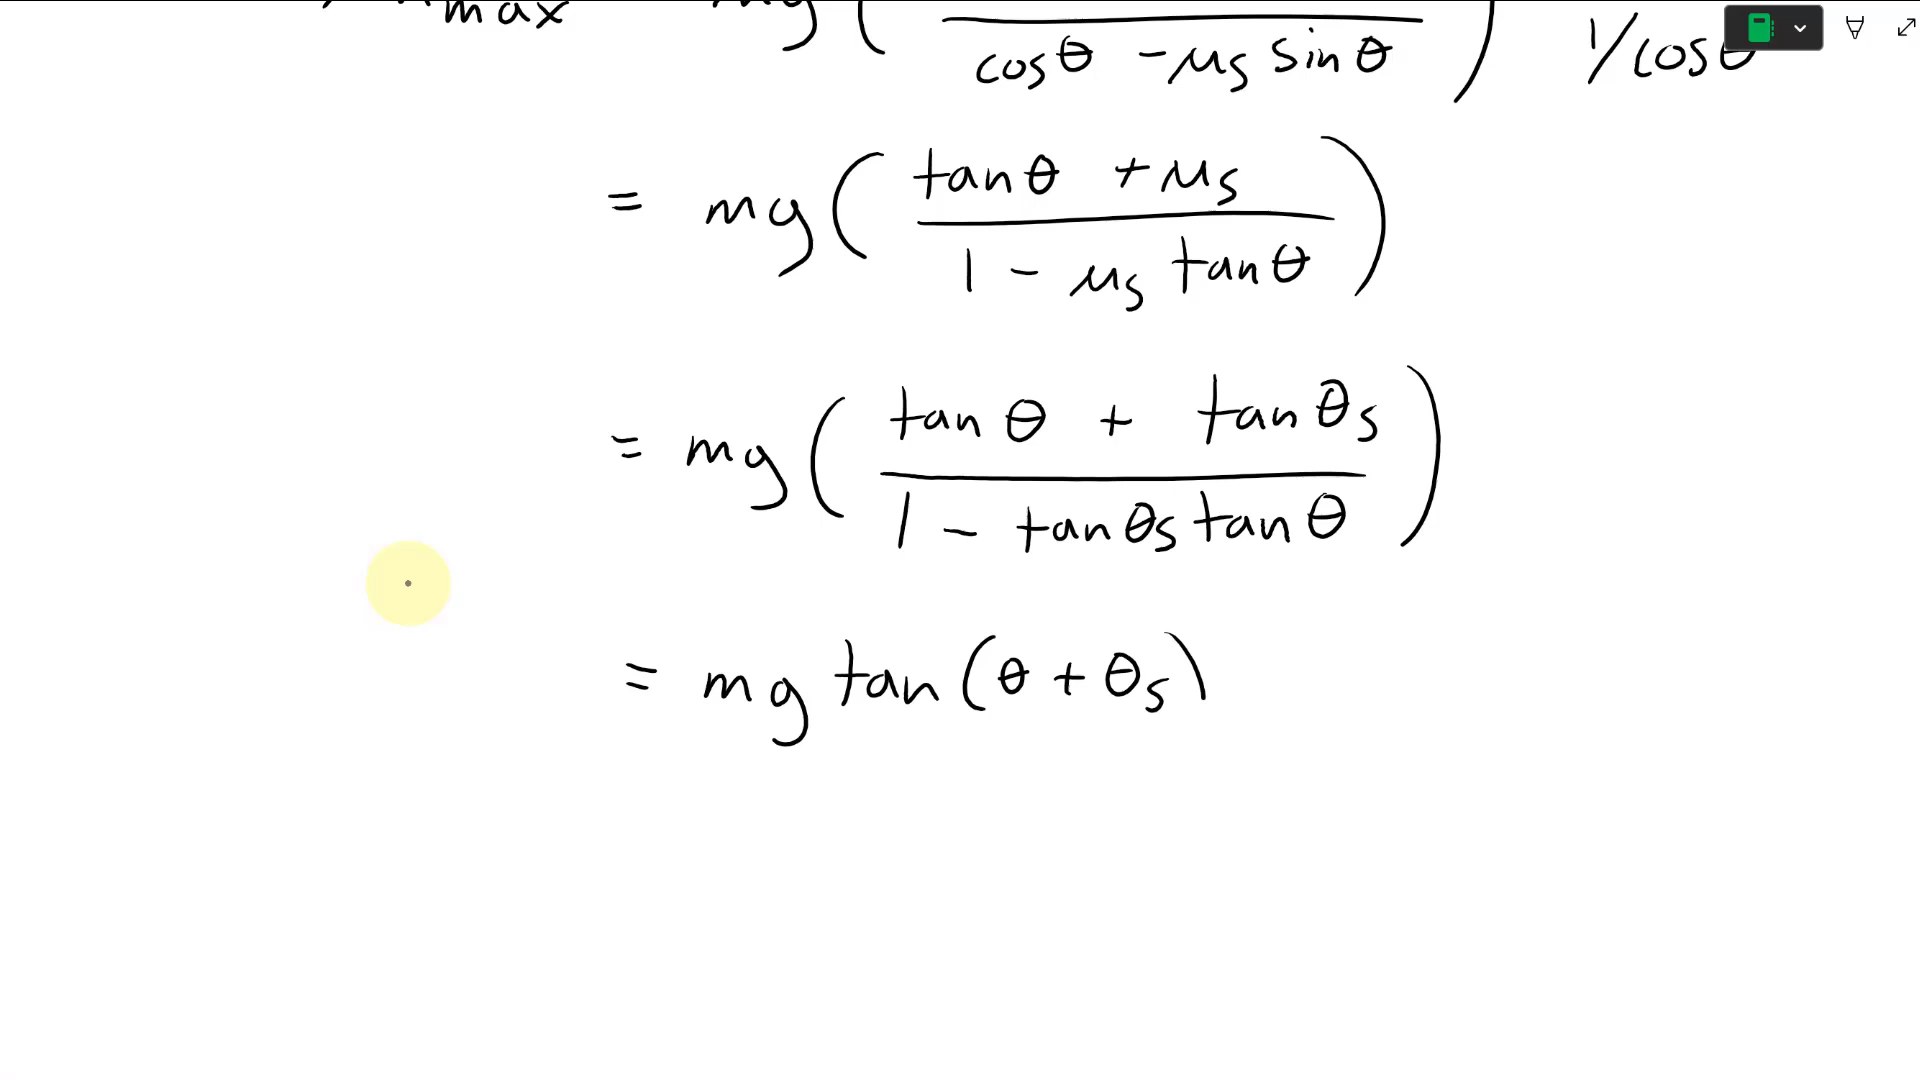 max mg(
cosθ - μs sinθ ) 1/cosθ
= mg( tanθ + μs / 1 - μs tanθ )
= mg( tanθ + tanθs / 1 - tanθs tanθ )
= mg tan(θ + θs)